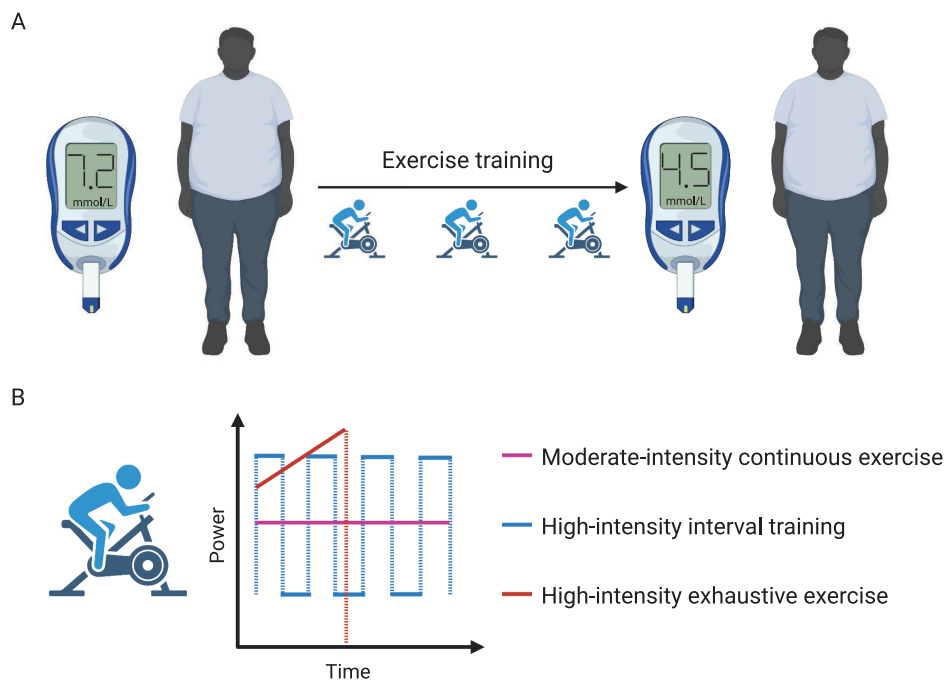 A
7.2
mmol/L
Exercise training
4.5
mmol/L
B
Power
Time
Moderate-intensity continuous exercise
High-intensity interval training
High-intensity exhaustive exercise